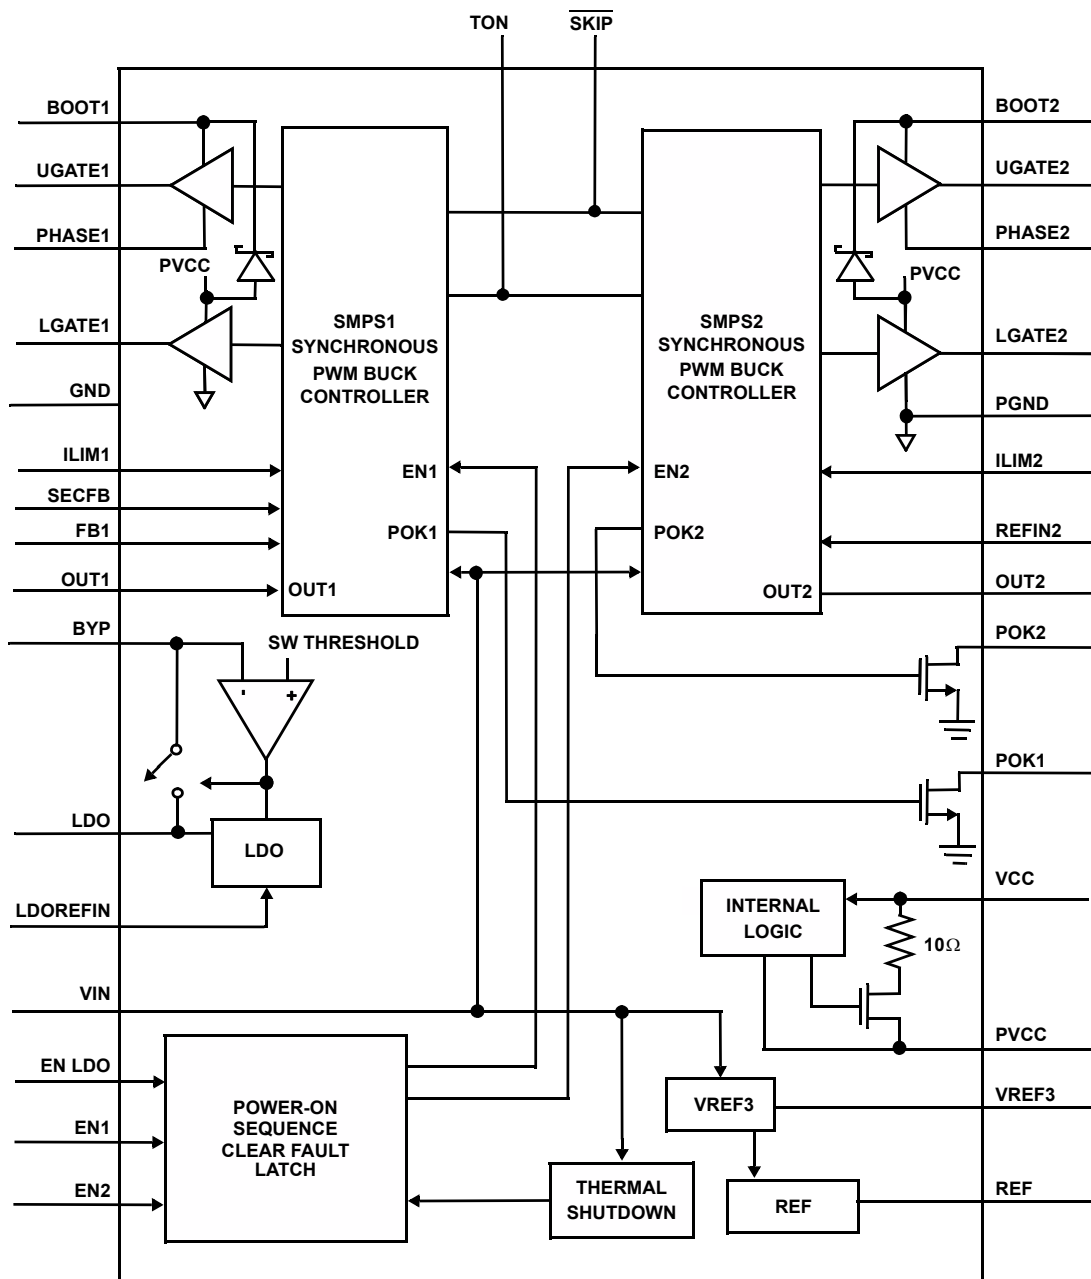 TON
SKIP
BOOT1
UGATE1
PHASE1
PVCC
LGATE1
GND
ILIM1
SECFB
FB1
OUT1
BYP
SMPS1
SYNCHRONOUS
PWM BUCK
CONTROLLER
EN1
POK1
OUT1
SMPS2
SYNCHRONOUS
PWM BUCK
CONTROLLER
EN2
POK2
OUT2
BOOT2
UGATE2
PHASE2
PVCC
LGATE2
PGND
ILIM2
REFIN2
OUT2
POK2
POK1
SW THRESHOLD
-
+
LDO
LDO
LDOREFIN
INTERNAL
LOGIC
10Ω
VCC
PVCC
VIN
EN LDO
EN1
EN2
POWER-ON
SEQUENCE
CLEAR FAULT
LATCH
THERMAL
SHUTDOWN
VREF3
VREF3
REF
REF